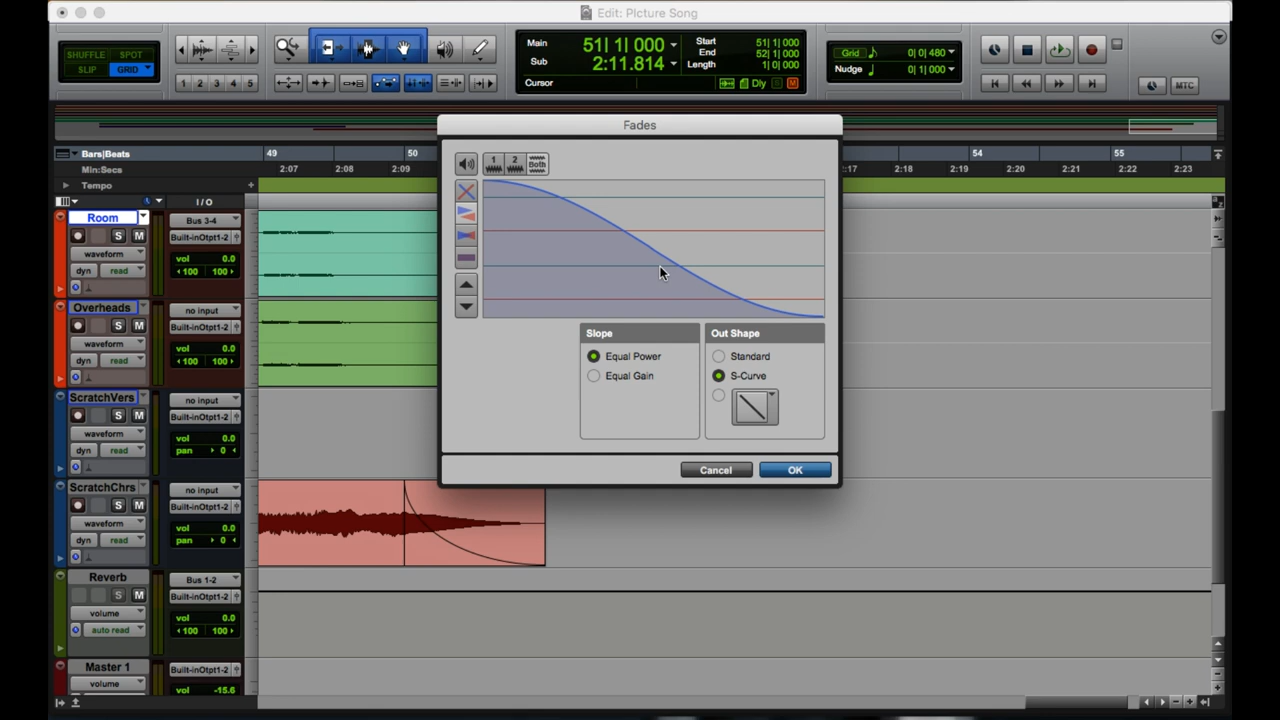 Edit: PIcture Song
SHUFFLE SPOT
SLIP GRID
1 2 3 4 5
Main 51| 1| 000
Sub 2:11.814
Start 51| 1| 000
End 52| 1| 000
Length 1| 0| 000
Cursor
Dly S M
Grid 0| 0| 480
Nudge 0| 1| 000
MTC
Fades
Bars|Beats 49 50 54 55
Min:Secs 2:07 2:08 2:09 2:17 2:18 2:19 2:20 2:21 2:22 2:23
Tempo
I / O
1 2 Both
Room
S M
waveform
dyn read
Bus 3-4
Built-inOtpt1-2
vol 0.0
100 100
Overheads
S M
waveform
dyn read
no input
Built-inOtpt1-2
vol 0.0
100 100
Slope
Equal Power
Equal Gain
Out Shape
Standard
S-Curve
Cancel OK
ScratchVers
S M
waveform
dyn read
no input
Built-inOtpt1-2
vol 0.0
pan 0
ScratchChrs
S M
waveform
dyn read
no input
Built-inOtpt1-2
vol 0.0
pan 0
Reverb
S M
volume
auto read
Bus 1-2
Built-inOtpt1-2
vol 0.0
100 100
Master 1
volume
Built-inOtpt1-2
vol -15.6